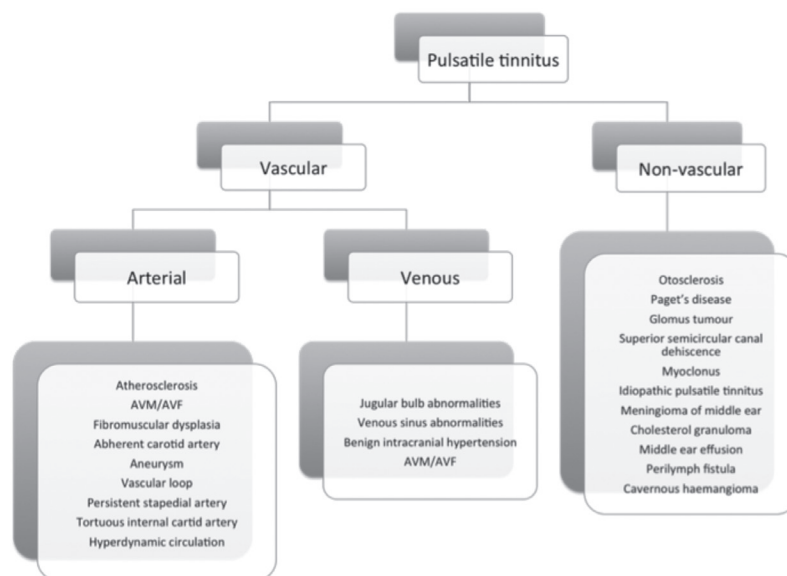 Pulsatile tinnitus
Vascular
Non-vascular
Arterial
Venous
Atherosclerosis
AVM/AVF
Fibromuscular dysplasia
Abherent carotid artery
Aneurysm
Vascular loop
Persistent stapedial artery
Tortuous internal cartid artery
Hyperdynamic circulation
Jugular bulb abnormalities
Venous sinus abnormalities
Benign intracranial hypertension
AVM/AVF
Otosclerosis
Paget's disease
Glomus tumour
Superior semicircular canal
dehiscence
Myoclonus
Idiopathic pulsatile tinnitus
Meningioma of middle ear
Cholesterol granuloma
Middle ear effusion
Perilymph fistula
Cavernous haemangioma